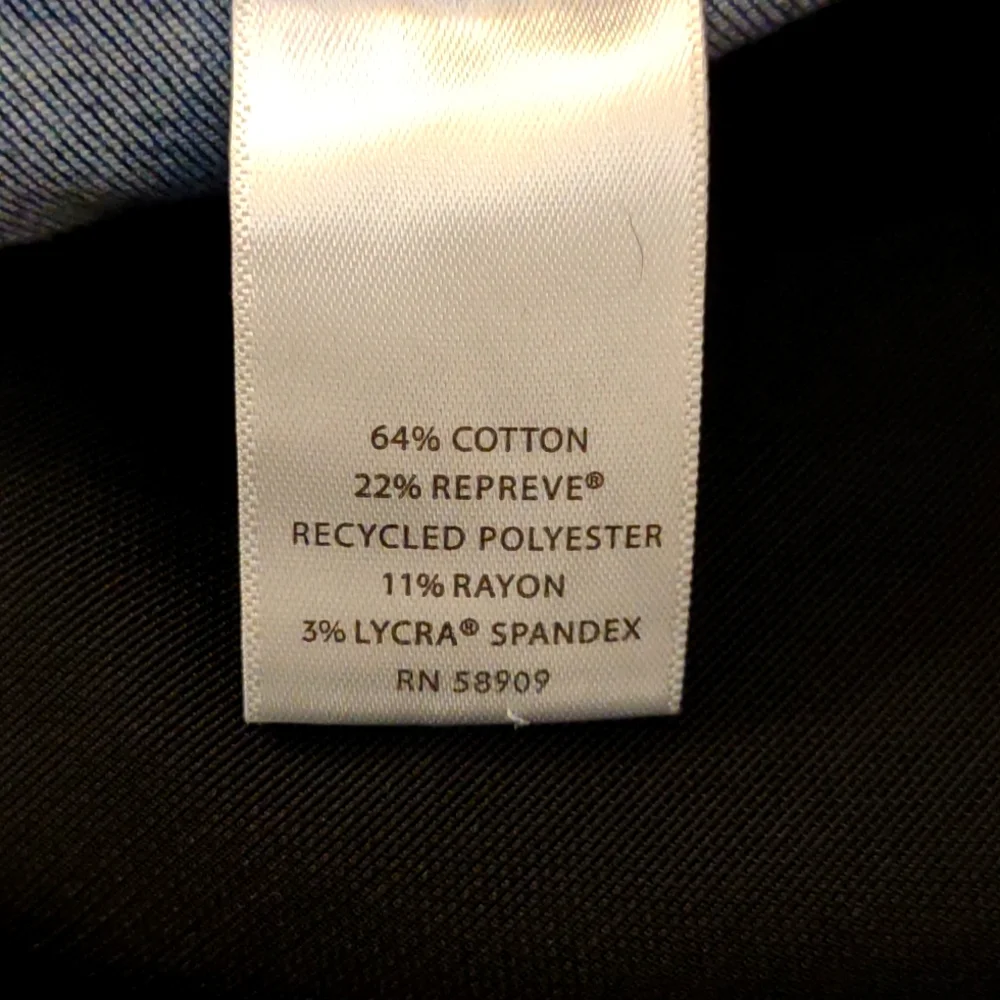 64% COTTON
22% REPREVE®
RECYCLED POLYESTER
11% RAYON
3% LYCRA® SPANDEX
RN 58909